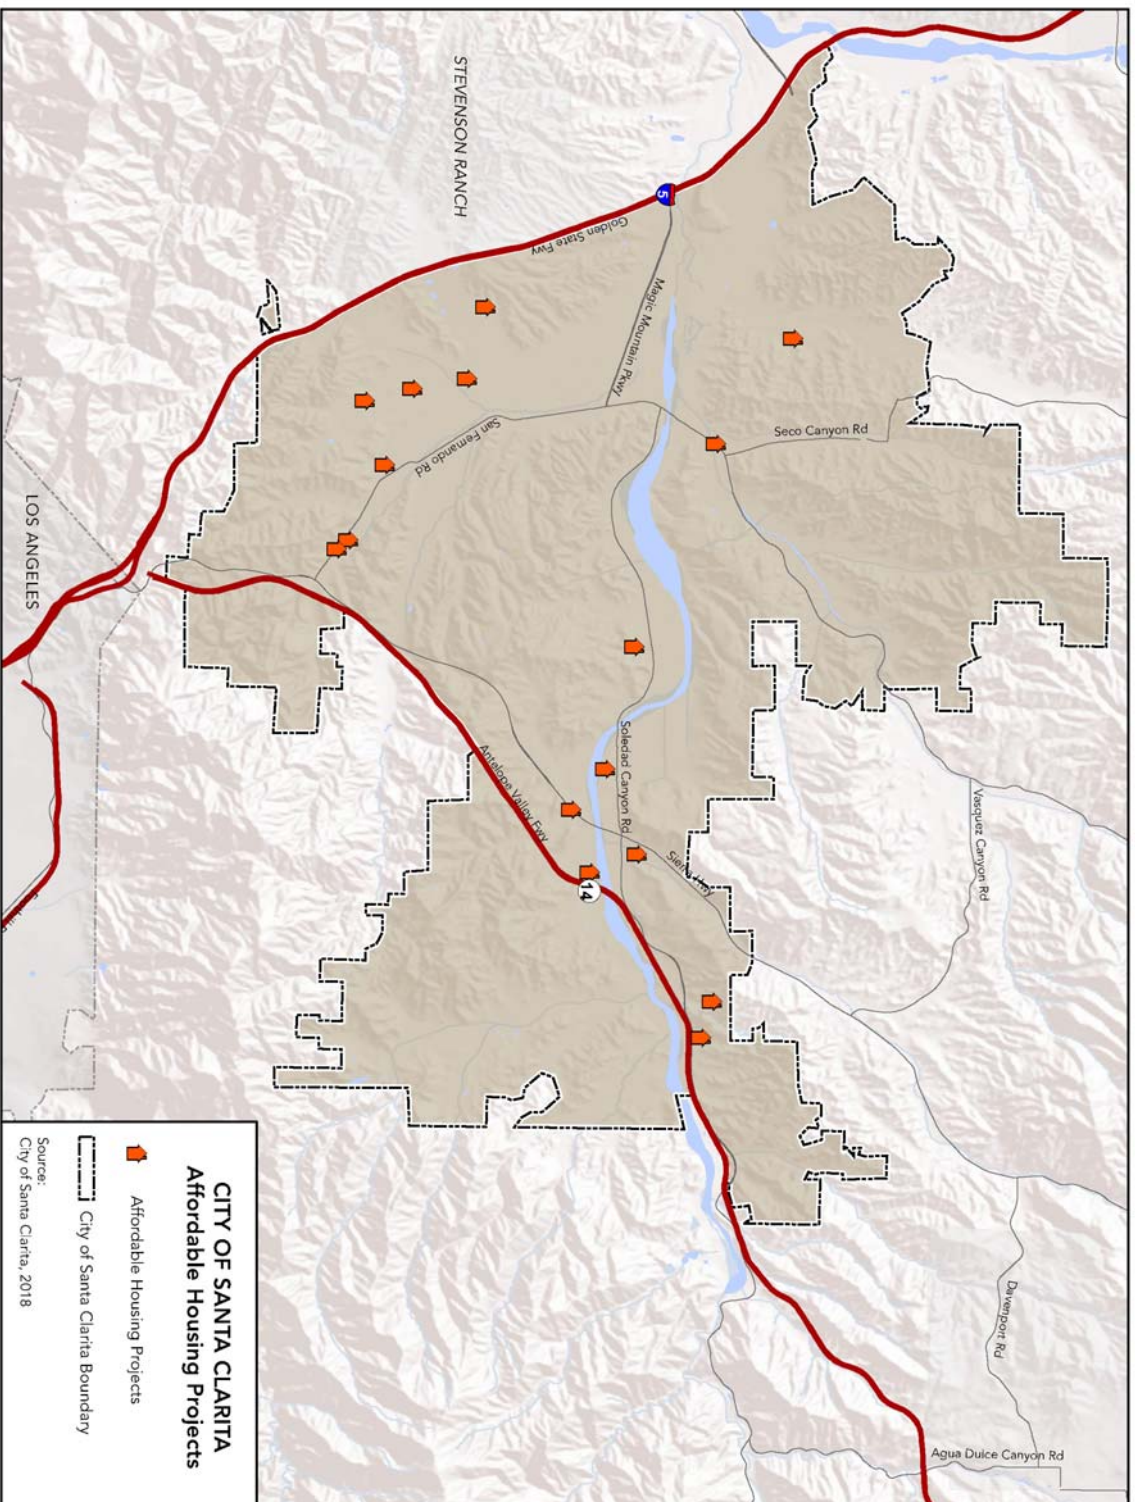 STEVENSON RANCH
5
Golden State Fwy
Magic Mountain Pkwy
Seco Canyon Rd
San Fernando Rd
LOS ANGELES
Soledad Canyon Rd
Antelope Valley Fwy
Sierra Hwy
14
Vasquez Canyon Rd
Davenport Rd
Agua Dulce Canyon Rd
CITY OF SANTA CLARITA
Affordable Housing Projects
Affordable Housing Projects
City of Santa Clarita Boundary
Source:
City of Santa Clarita, 2018